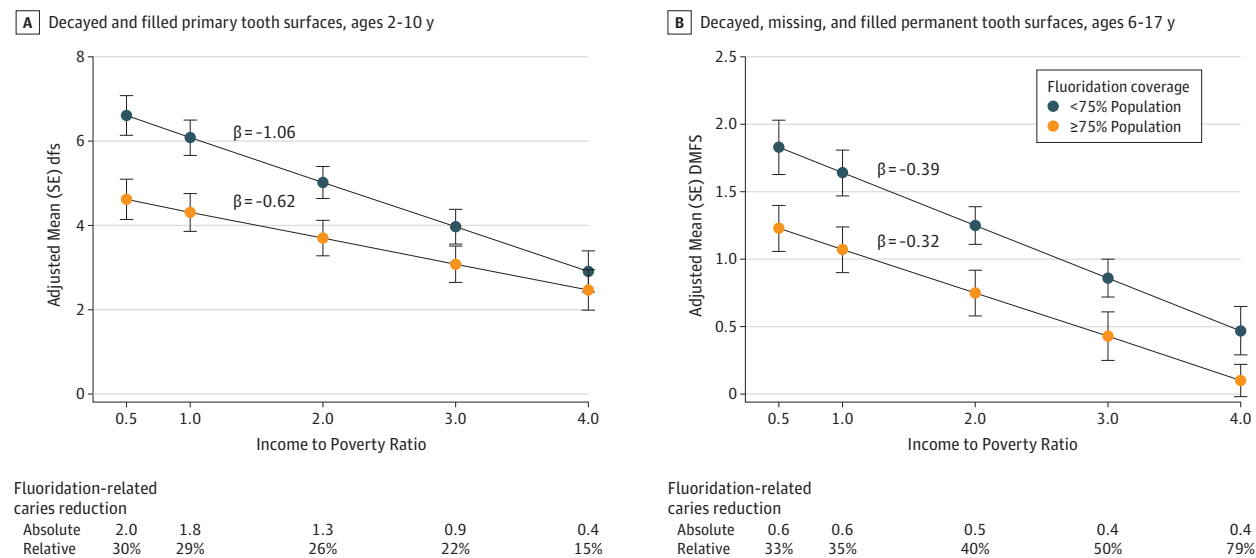 A Decayed and filled primary tooth surfaces, ages 2-10 y
8
6
4
2
0
Adjusted Mean (SE) dfs
β=-1.06
β=-0.62
0.5 1.0 2.0 3.0 4.0
Income to Poverty Ratio
Fluoridation-related
caries reduction
Absolute 2.0 1.8 1.3 0.9 0.4
Relative 30% 29% 26% 22% 15%
B Decayed, missing, and filled permanent tooth surfaces, ages 6-17 y
2.5
2.0
1.5
1.0
0.5
0
Adjusted Mean (SE) DMFS
Fluoridation coverage
<75% Population
≥75% Population
β=-0.39
β=-0.32
0.5 1.0 2.0 3.0 4.0
Income to Poverty Ratio
Fluoridation-related
caries reduction
Absolute 0.6 0.6 0.5 0.4 0.4
Relative 33% 35% 40% 50% 79%